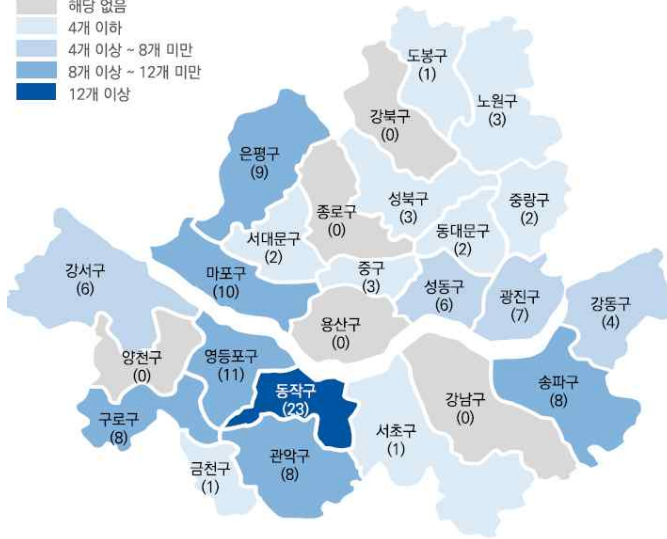 해당 없음
4개 이하
4개 이상 ~ 8개 미만
8개 이상 ~ 12개 미만
12개 이상
도봉구
(1)
노원구
(3)
강북구
(0)
은평구
(9)
성북구
(3)
중랑구
(2)
종로구
(0)
동대문구
(2)
서대문구
(2)
중구
(3)
마포구
(10)
강서구
(6)
성동구
(6)
광진구
(7)
강동구
(4)
용산구
(0)
양천구
(0)
영등포구
(11)
동작구
(23)
강남구
(0)
송파구
(8)
구로구
(8)
서초구
(1)
관악구
(8)
금천구
(1)